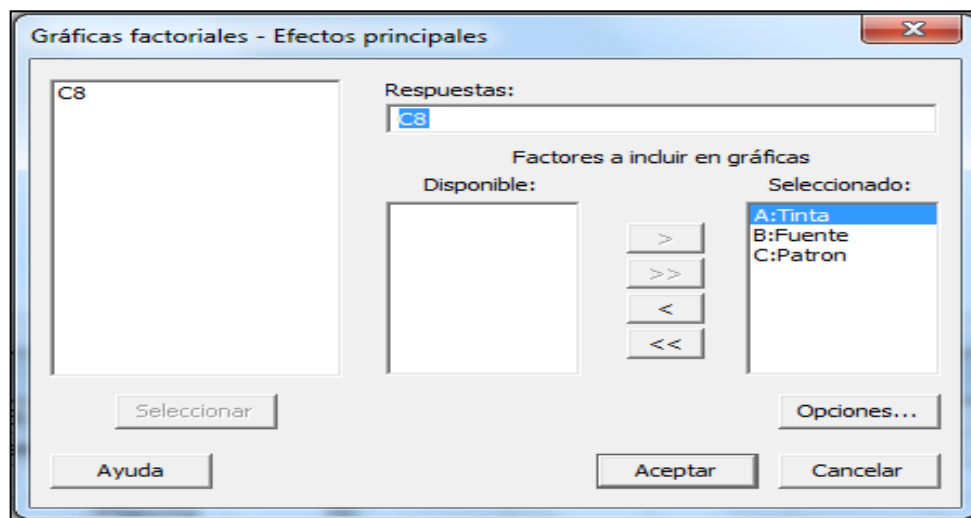 Gráficas factoriales - Efectos principales
C8
Respuestas:
C8
Factores a incluir en gráficas
Disponible:
Seleccionado:
A:Tinta
B:Fuente
C:Patron
>
>>
<
<<
Seleccionar
Opciones...
Ayuda
Aceptar
Cancelar